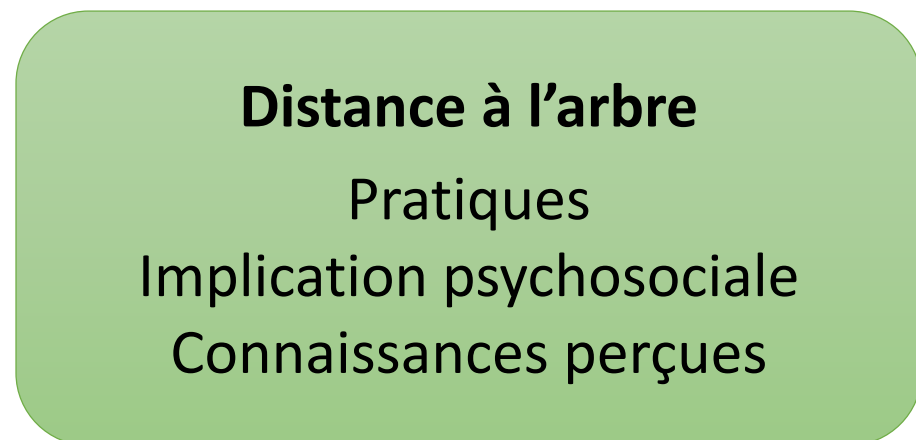 Distance à l’arbre
Pratiques
Implication psychosociale
Connaissances perçues